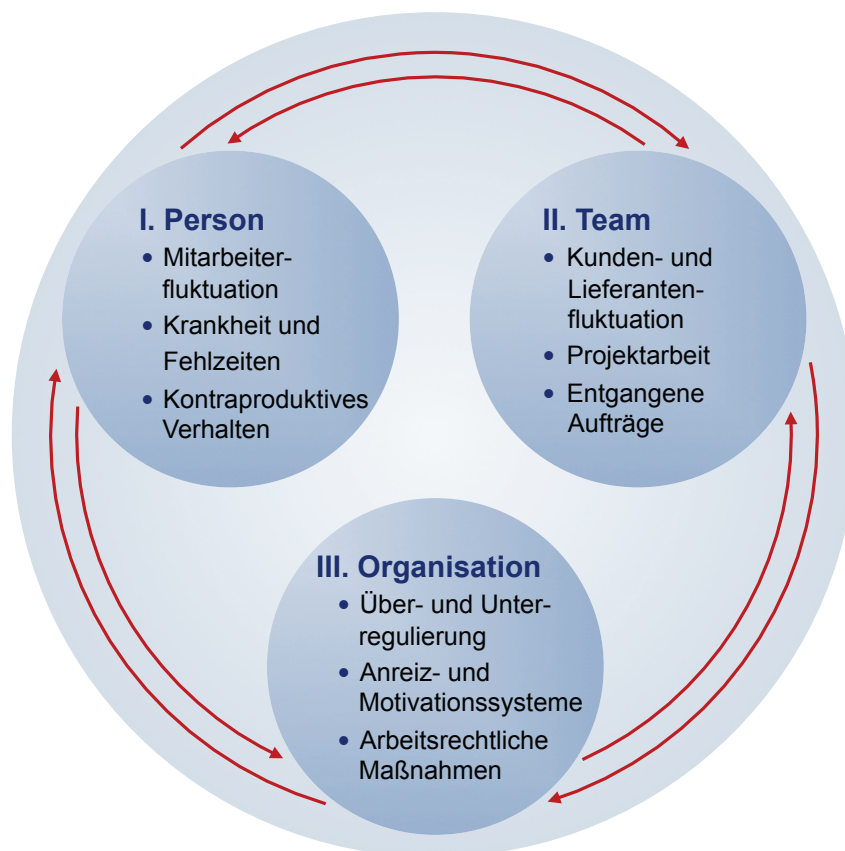 I. Person
• Mitarbeiter-
fluktuation
• Krankheit und
Fehlzeiten
• Kontraproduktives
Verhalten
II. Team
• Kunden- und
Lieferanten-
fluktuation
• Projektarbeit
• Entgangene
Aufträge
III. Organisation
• Über- und Unter-
regulierung
• Anreiz- und
Motivationssysteme
• Arbeitsrechtliche
Maßnahmen